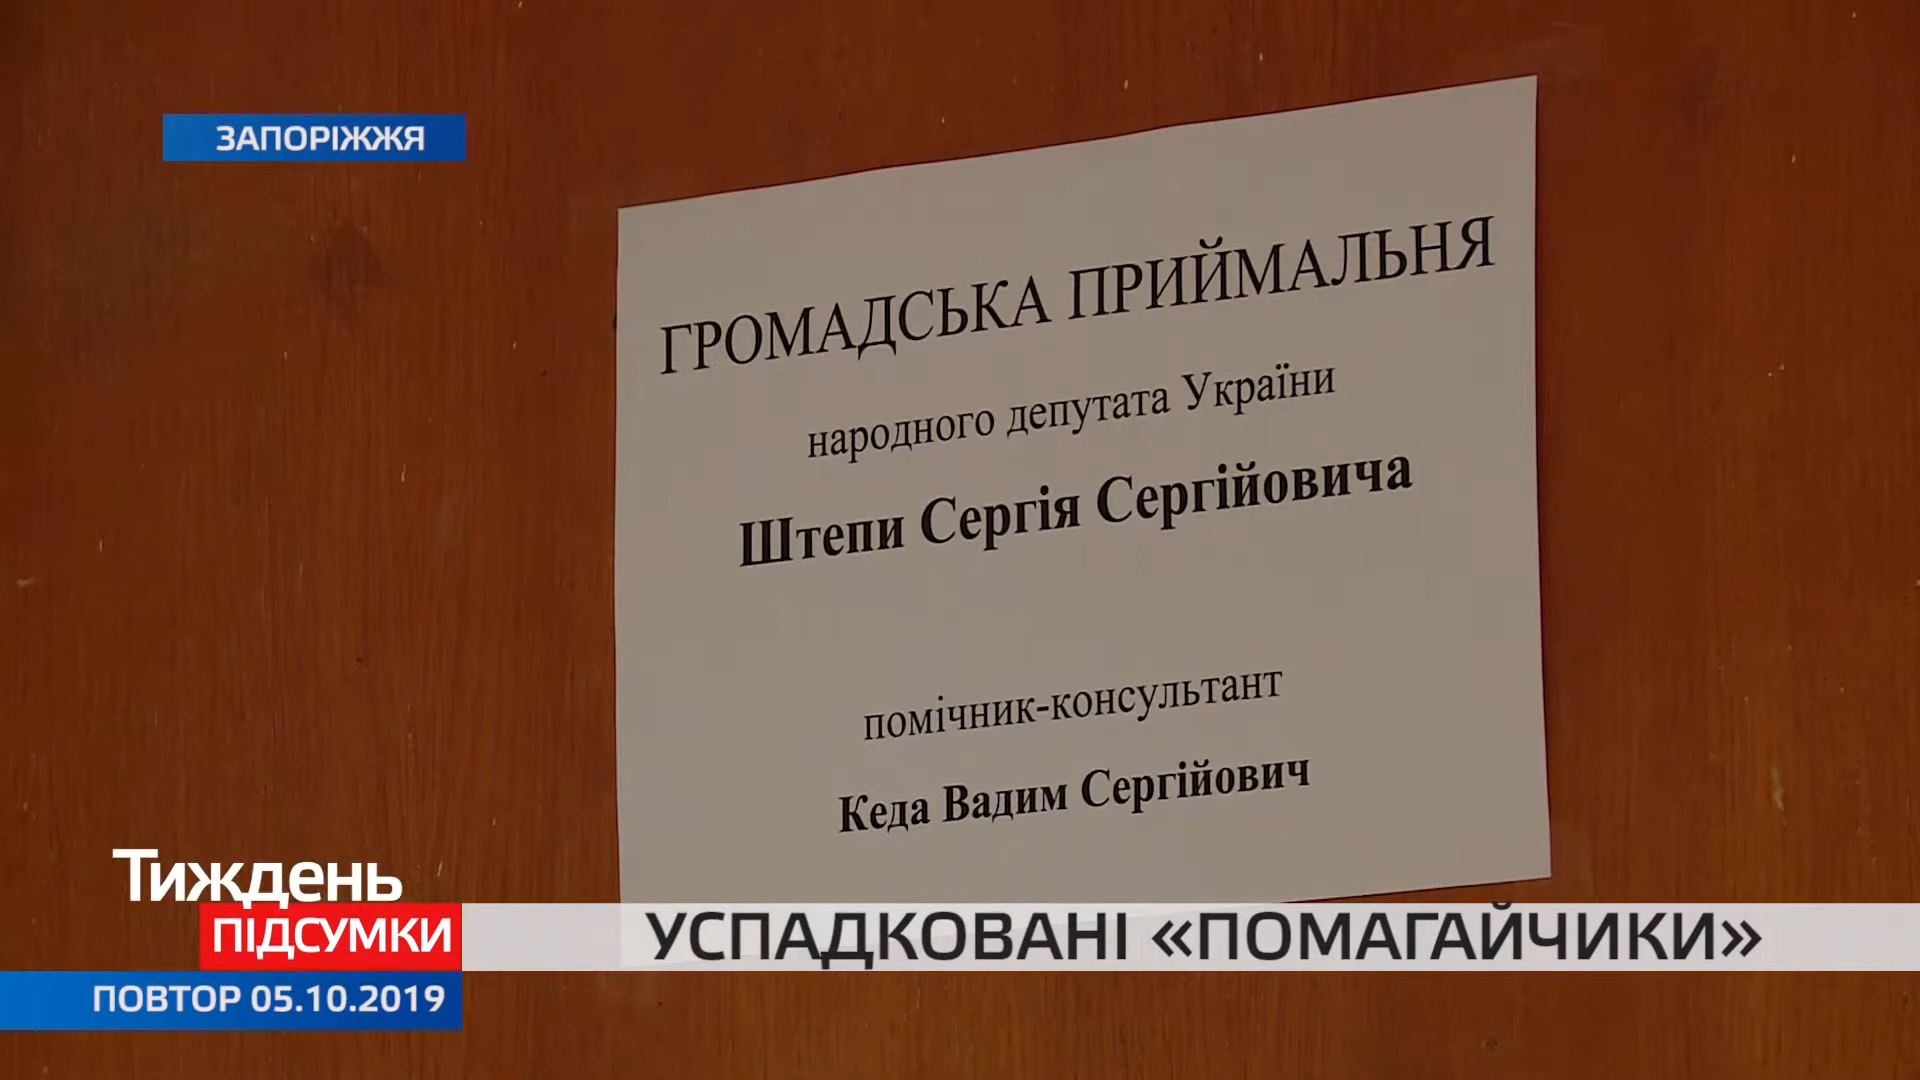 ЗАПОРІЖЖЯ
ГРОМАДСЬКА ПРИЙМАЛЬНЯ
народного депутата України
Штепи Сергія Сергійовича
помічник-консультант
Кеда Вадим Сергійович
Тиждень
ПІДСУМКИ
УСПАДКОВАНІ «ПОМАГАЙЧИКИ»
ПОВТОР 05.10.2019